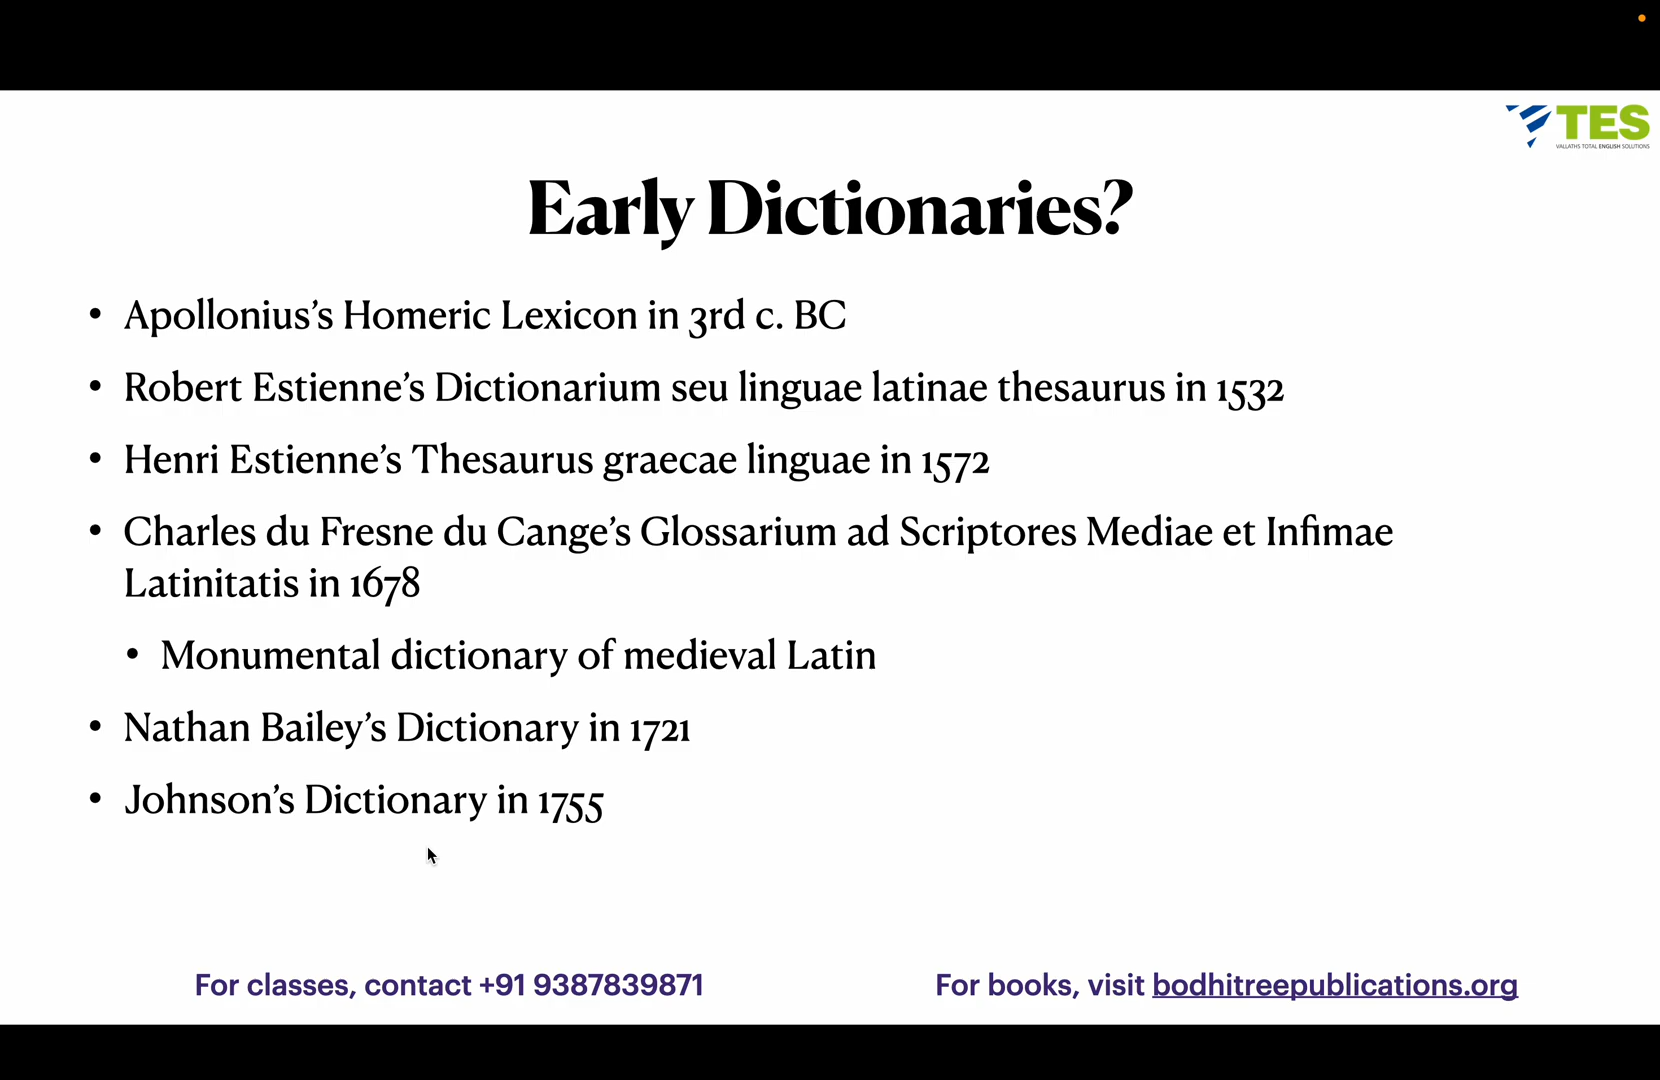 TES
VALLATHS TOTAL ENGLISH SOLUTIONS
Early Dictionaries?
• Apollonius’s Homeric Lexicon in 3rd c. BC
• Robert Estienne’s Dictionarium seu linguae latinae thesaurus in 1532
• Henri Estienne’s Thesaurus graecae linguae in 1572
• Charles du Fresne du Cange’s Glossarium ad Scriptores Mediae et Infimae
Latinitatis in 1678
• Monumental dictionary of medieval Latin
• Nathan Bailey’s Dictionary in 1721
• Johnson’s Dictionary in 1755
For classes, contact +91 9387839871
For books, visit bodhitreepublications.org